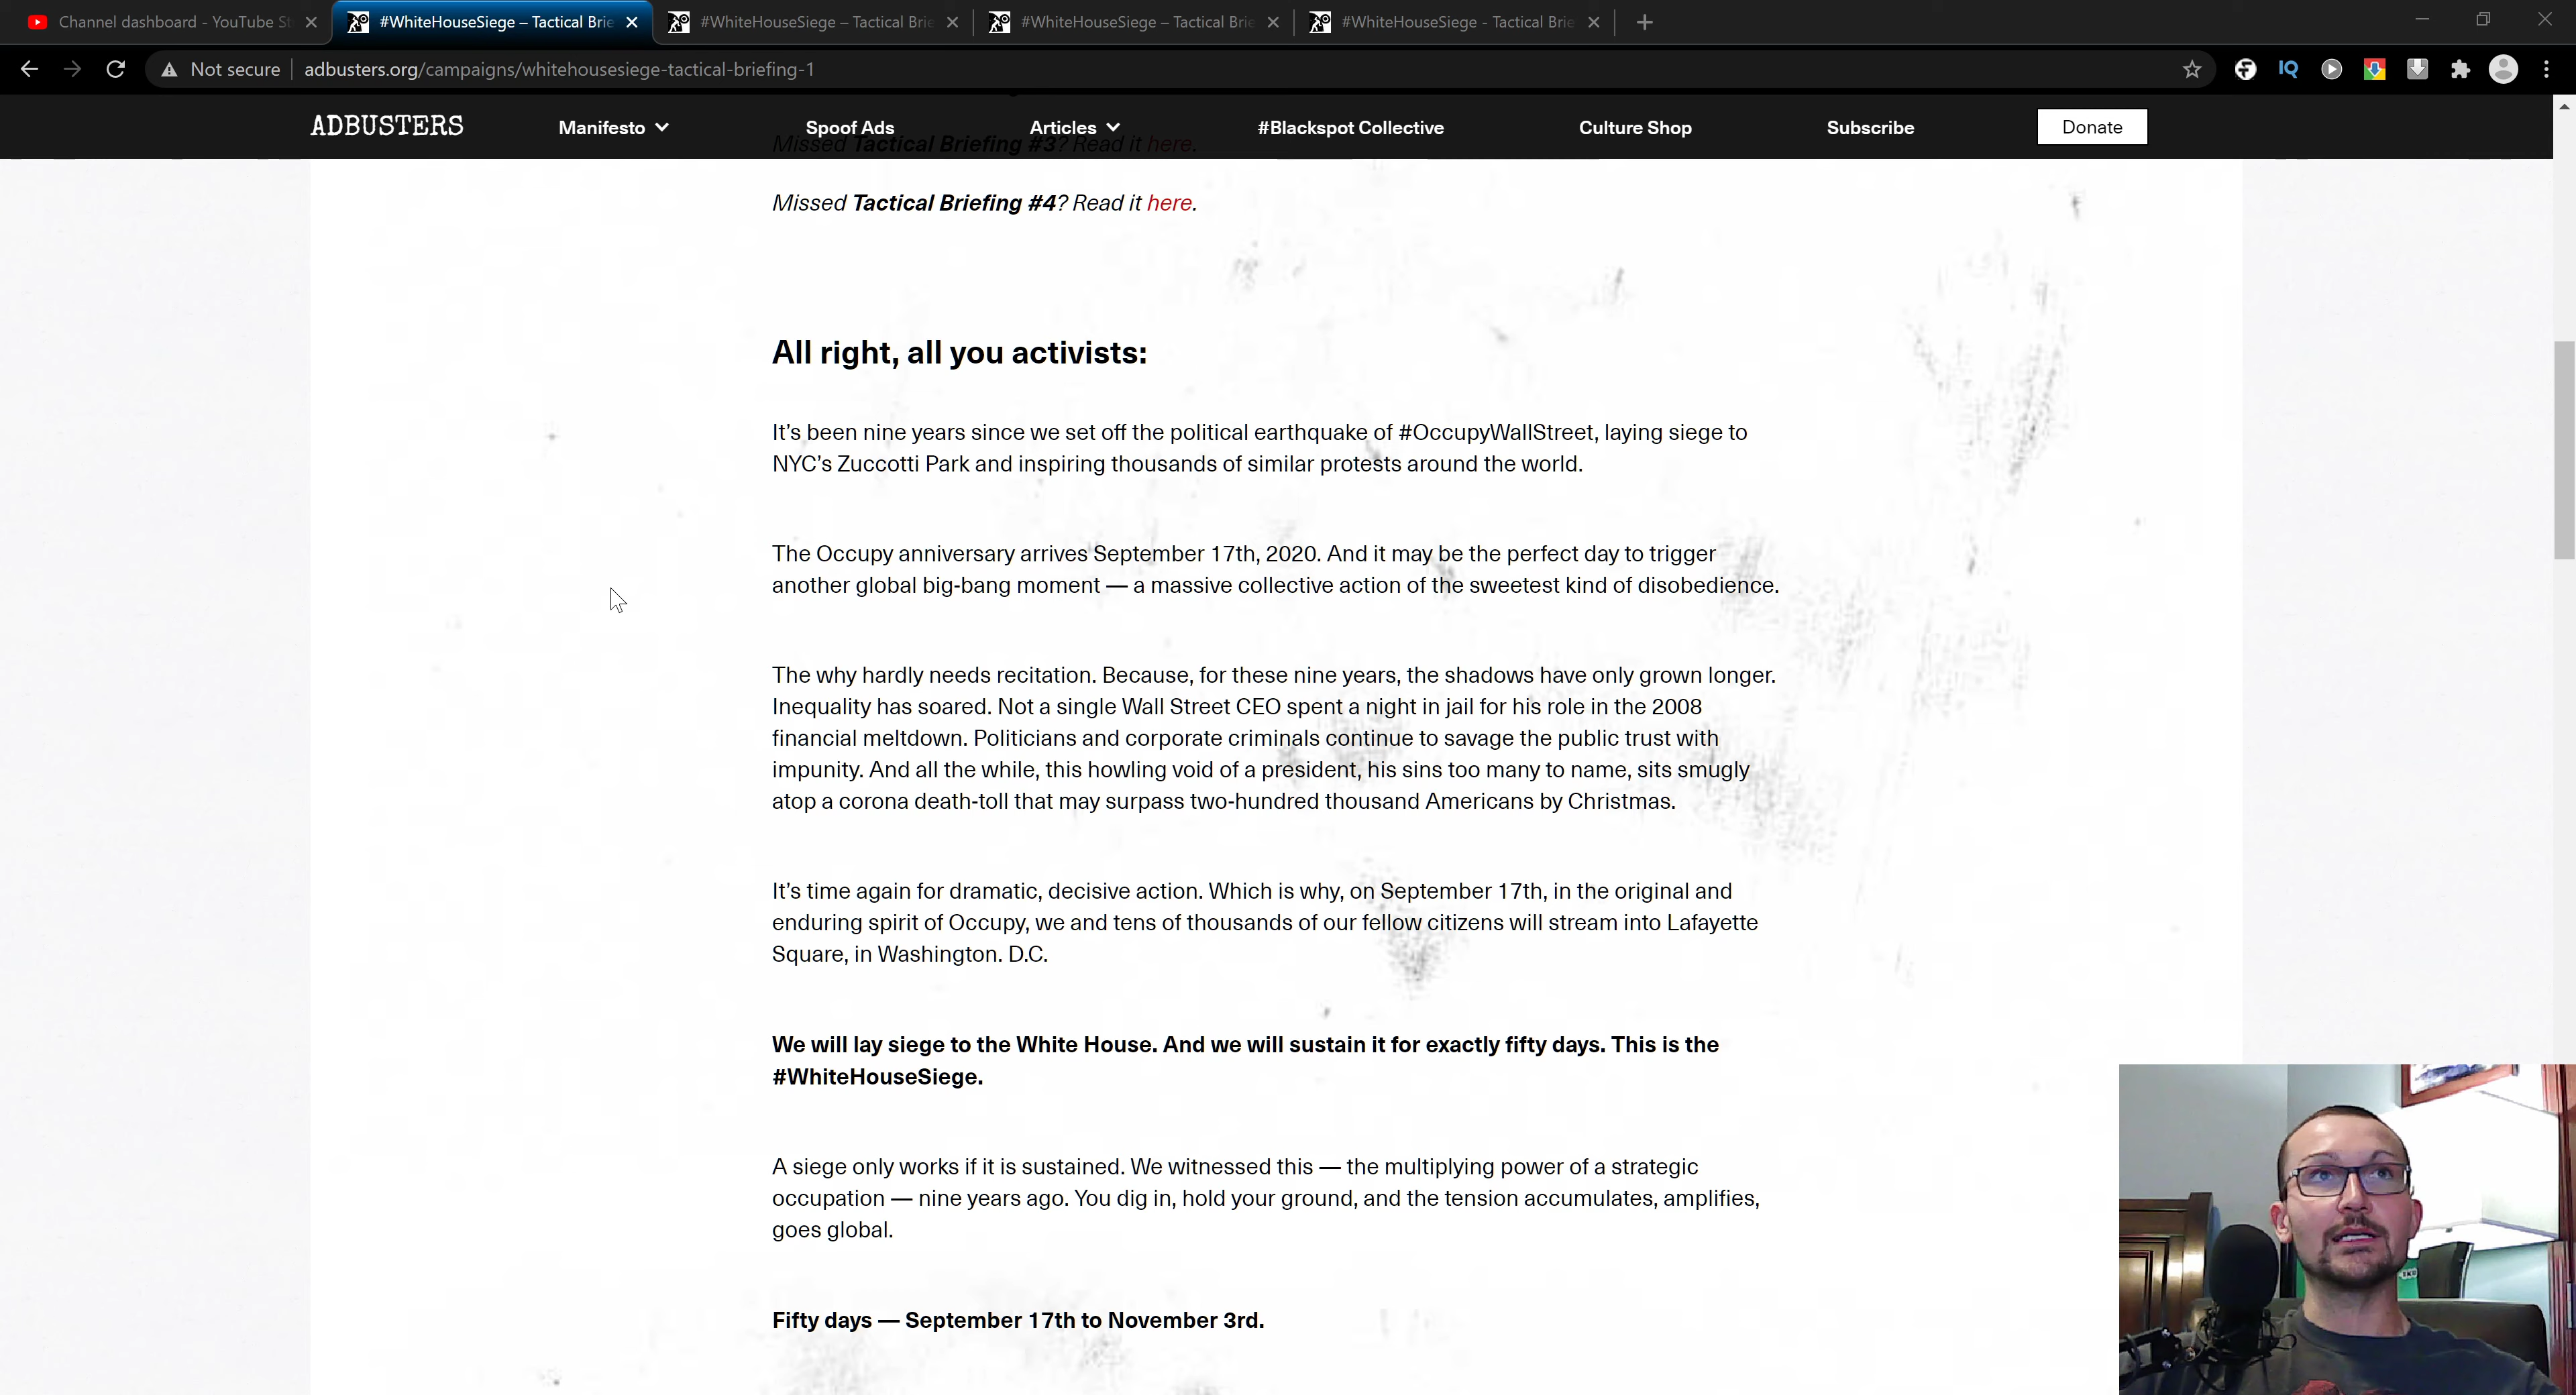 Channel dashboard - YouTube St
#WhiteHouseSiege – Tactical Brie
#WhiteHouseSiege – Tactical Brie
#WhiteHouseSiege – Tactical Brie
#WhiteHouseSiege - Tactical Brie
Not secure
adbusters.org/campaigns/whitehousesiege-tactical-briefing-1
IQ
ADBUSTERS
Manifesto
Spoof Ads
Articles
#Blackspot Collective
Culture Shop
Subscribe
Donate
Missed Tactical Briefing #3? Read it here.
Missed Tactical Briefing #4? Read it here.
All right, all you activists:
It's been nine years since we set off the political earthquake of #OccupyWallStreet, laying siege to
NYC's Zuccotti Park and inspiring thousands of similar protests around the world.
The Occupy anniversary arrives September 17th, 2020. And it may be the perfect day to trigger
another global big-bang moment — a massive collective action of the sweetest kind of disobedience.
The why hardly needs recitation. Because, for these nine years, the shadows have only grown longer.
Inequality has soared. Not a single Wall Street CEO spent a night in jail for his role in the 2008
financial meltdown. Politicians and corporate criminals continue to savage the public trust with
impunity. And all the while, this howling void of a president, his sins too many to name, sits smugly
atop a corona death-toll that may surpass two-hundred thousand Americans by Christmas.
It's time again for dramatic, decisive action. Which is why, on September 17th, in the original and
enduring spirit of Occupy, we and tens of thousands of our fellow citizens will stream into Lafayette
Square, in Washington. D.C.
We will lay siege to the White House. And we will sustain it for exactly fifty days. This is the
#WhiteHouseSiege.
A siege only works if it is sustained. We witnessed this — the multiplying power of a strategic
occupation — nine years ago. You dig in, hold your ground, and the tension accumulates, amplifies,
goes global.
Fifty days — September 17th to November 3rd.